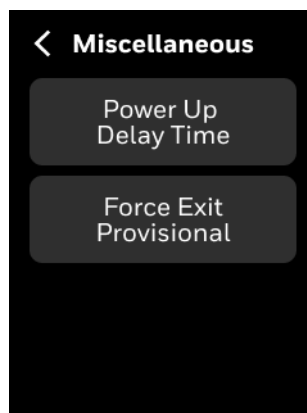 Miscellaneous
Power Up
Delay Time
Force Exit
Provisional